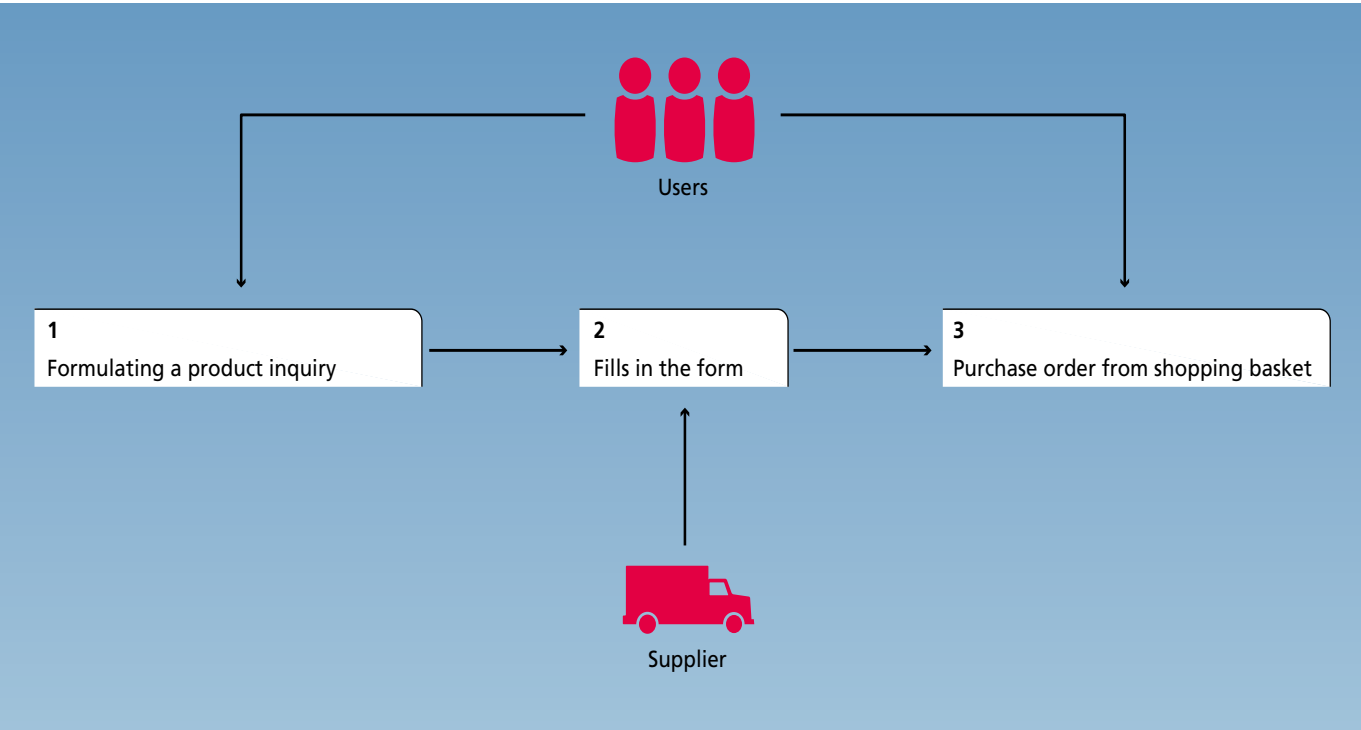 Users
1
Formulating a product inquiry
2
Fills in the form
3
Purchase order from shopping basket
Supplier